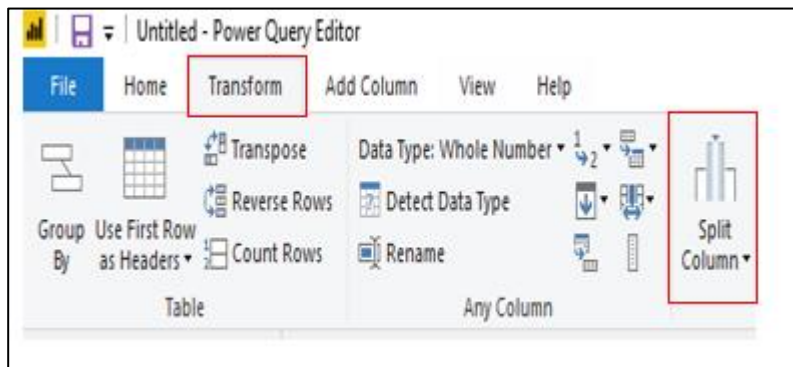 Untitled - Power Query Editor
File Home Transform Add Column View Help
Transpose Data Type: Whole Number
Reverse Rows Detect Data Type
Group By Use First Row as Headers Count Rows Rename Split Column
Table Any Column